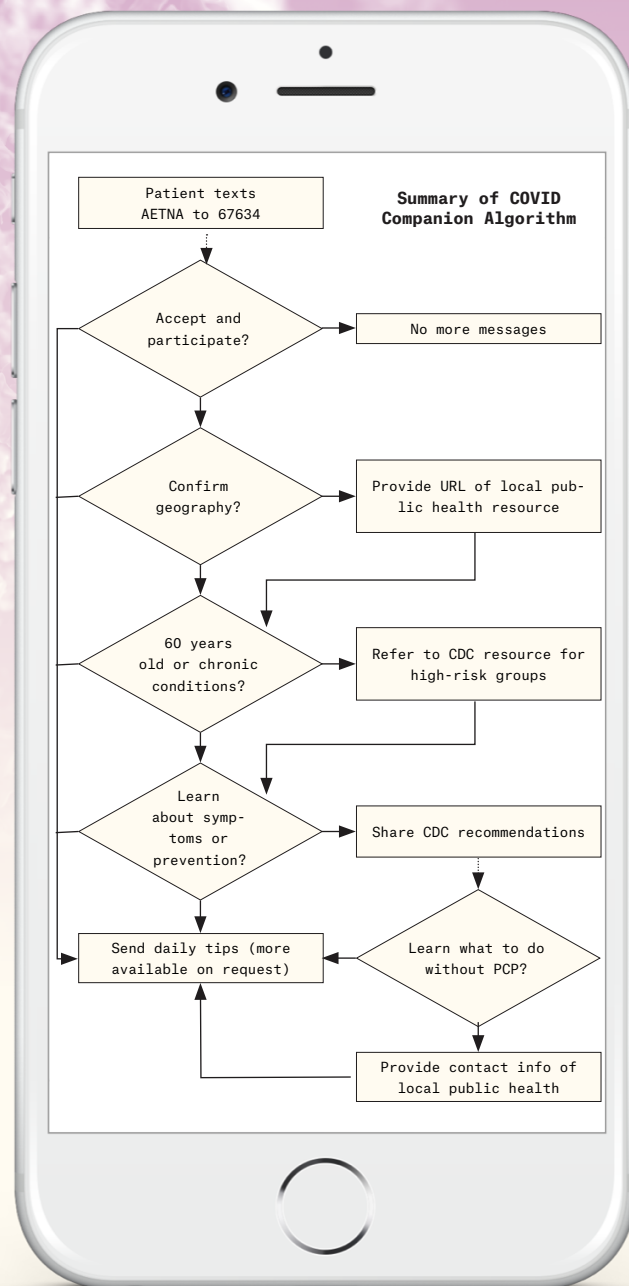 Patient texts
AETNA to 67634
Summary of COVID
Companion Algorithm
Accept and
participate?
No more messages
Confirm
geography?
Provide URL of local pub-
lic health resource
60 years
old or chronic
conditions?
Refer to CDC resource for
high-risk groups
Learn
about symp-
toms or
prevention?
Share CDC recommendations
Send daily tips (more
available on request)
Learn what to do
without PCP?
Provide contact info of
local public health